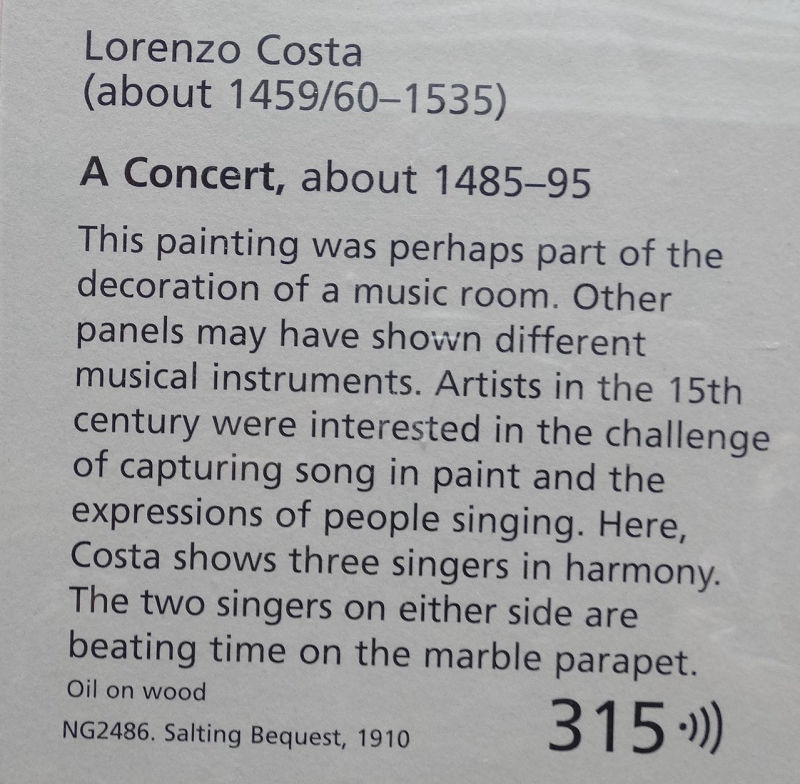 Lorenzo Costa
(about 1459/60–1535)
A Concert, about 1485–95
This painting was perhaps part of the
decoration of a music room. Other
panels may have shown different
musical instruments. Artists in the 15th
century were interested in the challenge
of capturing song in paint and the
expressions of people singing. Here,
Costa shows three singers in harmony.
The two singers on either side are
beating time on the marble parapet.
Oil on wood
NG2486. Salting Bequest, 1910
315